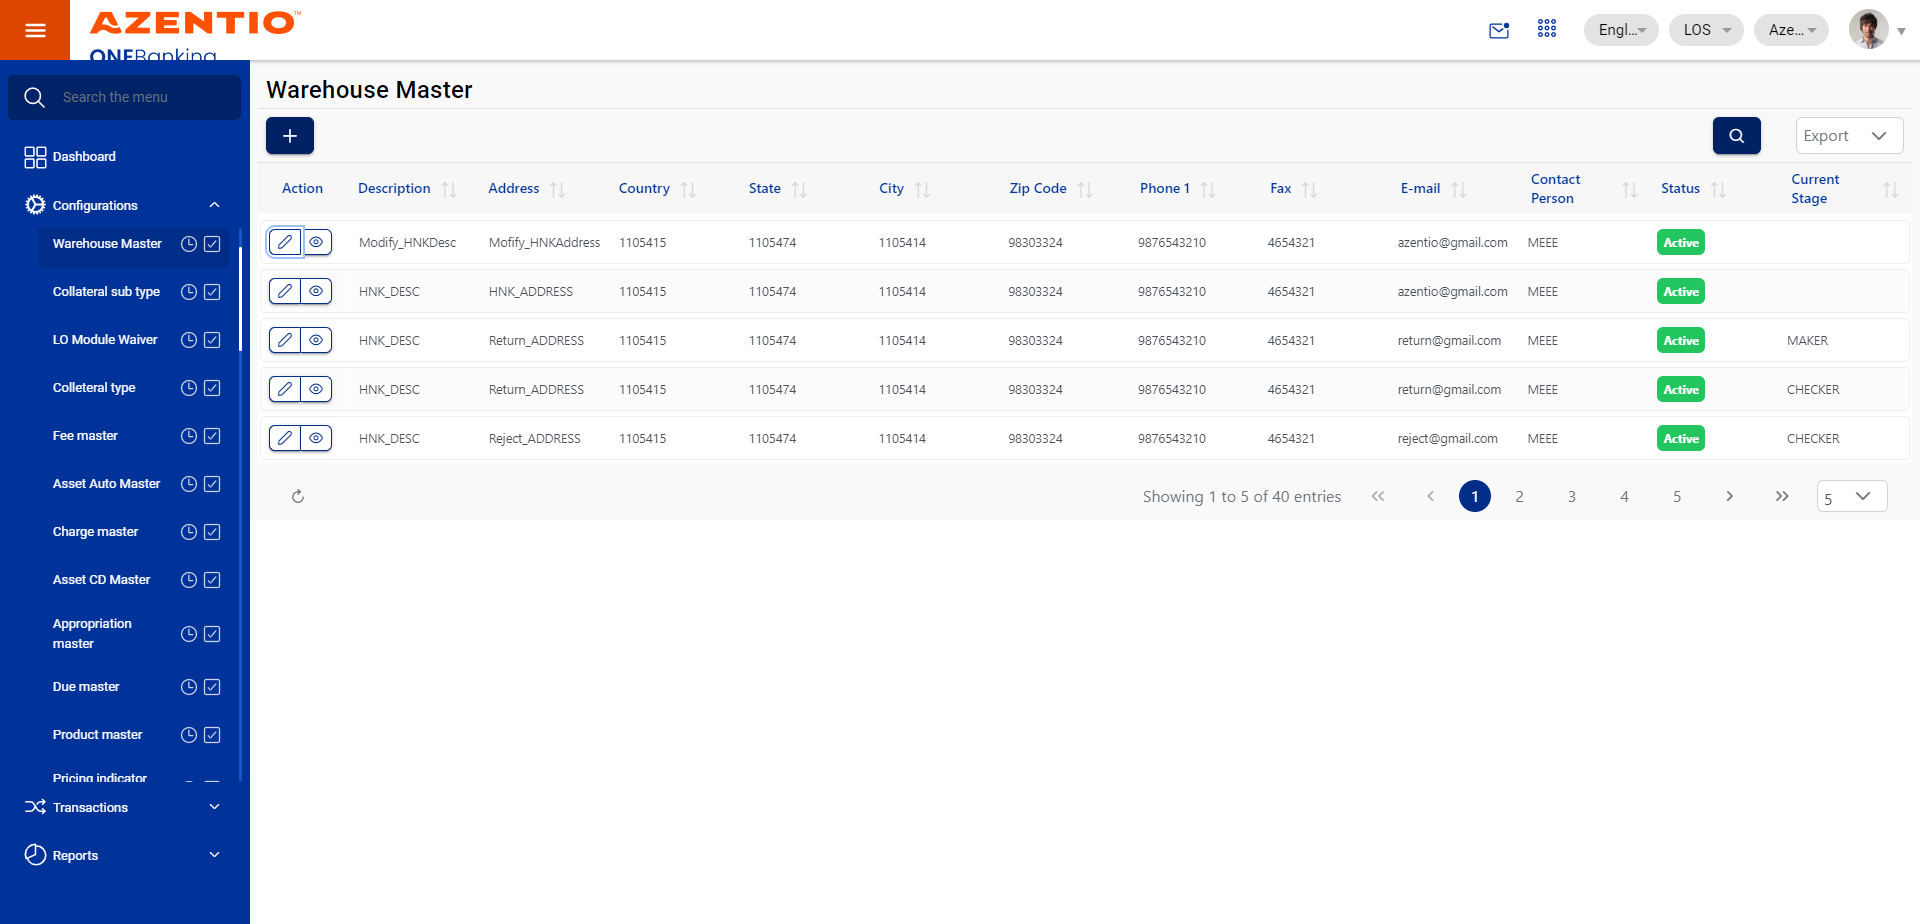 AZENTIO™
ONEBanking
Engl...
LOS
Aze...
Search the menu
Dashboard
Configurations
Warehouse Master
Collateral sub type
LO Module Waiver
Colleteral type
Fee master
Asset Auto Master
Charge master
Asset CD Master
Appropriation
master
Due master
Product master
Pricing indicator
Transactions
Reports
Warehouse Master
+
Export
Action Description Address Country State City Zip Code Phone 1 Fax E-mail Contact Person Status Current Stage
Modify_HNKDesc Mofify_HNKAddress 1105415 1105474 1105414 98303324 9876543210 4654321 azentio@gmail.com MEEE Active
HNK_DESC HNK_ADDRESS 1105415 1105474 1105414 98303324 9876543210 4654321 azentio@gmail.com MEEE Active
HNK_DESC Return_ADDRESS 1105415 1105474 1105414 98303324 9876543210 4654321 return@gmail.com MEEE Active MAKER
HNK_DESC Return_ADDRESS 1105415 1105474 1105414 98303324 9876543210 4654321 return@gmail.com MEEE Active CHECKER
HNK_DESC Reject_ADDRESS 1105415 1105474 1105414 98303324 9876543210 4654321 reject@gmail.com MEEE Active CHECKER
Showing 1 to 5 of 40 entries << < 1 2 3 4 5 > >> 5